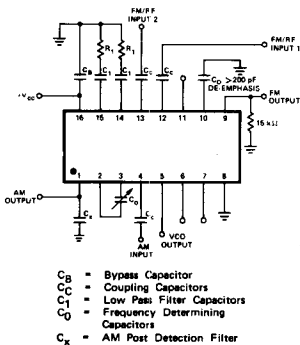 FM/RF
INPUT 2
FM/RF
INPUT 1
R1
R1
CD >200 pF
DE-EMPHASIS
CB
C1
C1
CC
CC
+VCC
FM OUTPUT
15 kΩ
16
15
14
13
12
11
10
9
1
2
3
4
5
6
7
8
AM
OUTPUT
C0
Cx
CC
AM
INPUT
VCO
OUTPUT
CB = Bypass Capacitor
CC = Coupling Capacitors
C1 = Low Pass Filter Capacitors
C0 = Frequency Determining
Capacitors
Cx = AM Post Detection Filter